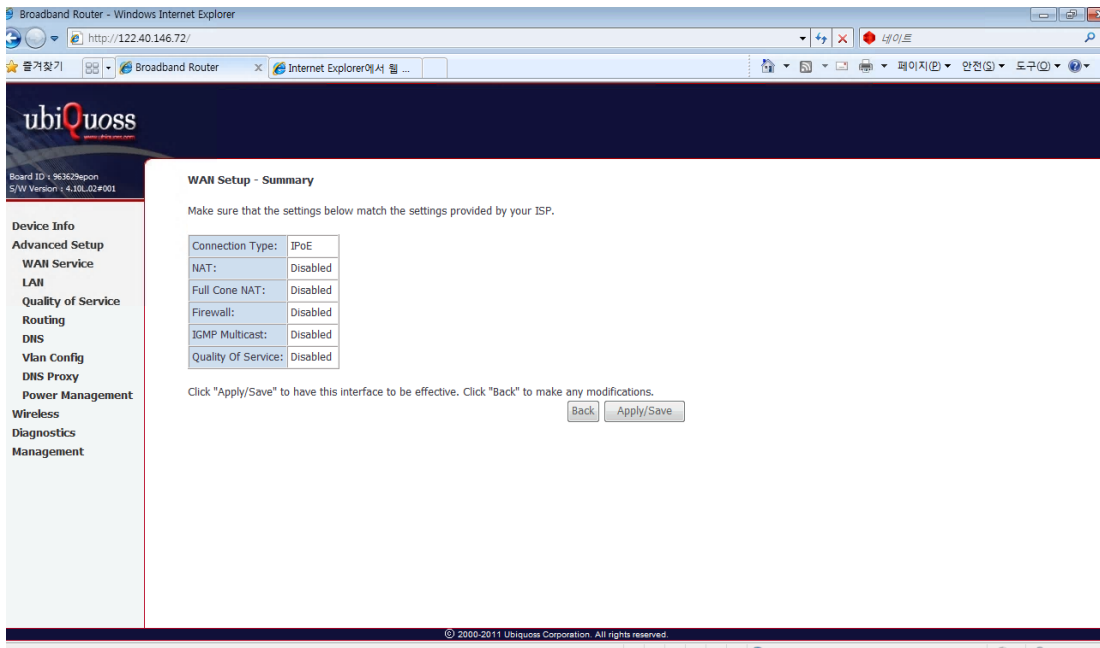 Broadband Router - Windows Internet Explorer
http://122.40.146.72/
네이트
즐겨찾기
Broadband Router
Internet Explorer에서 웹 ...
페이지(P)
안전(S)
도구(O)
ubiQuoss
Board ID : 963629epon
S/W Version : 4.10L.02#001
Device Info
Advanced Setup
WAN Service
LAN
Quality of Service
Routing
DNS
Vlan Config
DNS Proxy
Power Management
Wireless
Diagnostics
Management
WAN Setup - Summary
Make sure that the settings below match the settings provided by your ISP.
Connection Type: IPoE
NAT: Disabled
Full Cone NAT: Disabled
Firewall: Disabled
IGMP Multicast: Disabled
Quality Of Service: Disabled
Click "Apply/Save" to have this interface to be effective. Click "Back" to make any modifications.
Back Apply/Save
© 2000-2011 Ubiquoss Corporation. All rights reserved.